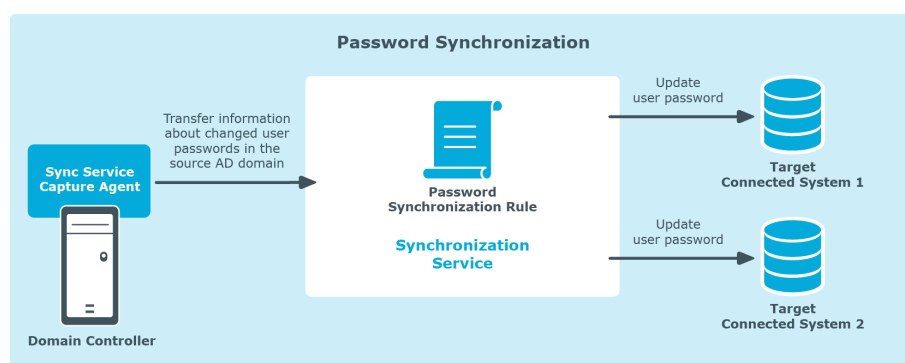 Password Synchronization
Transfer information
about changed user
passwords in the
source AD domain
Sync Service
Capture Agent
Domain Controller
Password
Synchronization Rule
Synchronization
Service
Update
user password
Target
Connected System 1
Update
user password
Target
Connected System 2